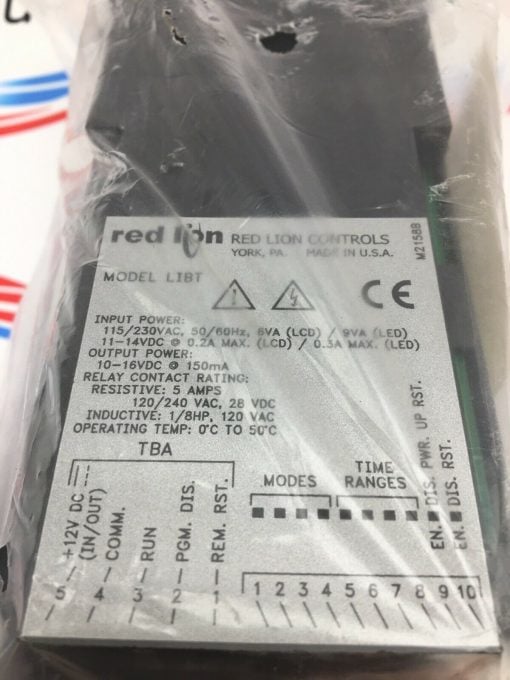 L.
red lion RED LION CONTROLS
YORK, PA. MADE IN U.S.A.
M2158B
MODEL LIBT
CE
INPUT POWER:
115/230VAC, 50/60Hz, 6VA (LCD) / 9VA (LED)
11-14VDC @ 0.2A MAX. (LCD) / 0.3A MAX. (LED)
OUTPUT POWER:
10-16VDC @ 150mA
RELAY CONTACT RATING:
RESISTIVE: 5 AMPS
120/240 VAC, 28 VDC
INDUCTIVE: 1/8HP, 120 VAC
OPERATING TEMP: 0°C TO 50°C
TBA
+12V DC
(IN/OUT)
COMM.
RUN
PGM. DIS.
REM. RST.
5 4 3 2 1
MODES
TIME
RANGES
EN. DIS. PWR. UP RST.
EN. DIS. RST.
1 2 3 4 5 6 7 8 9 10